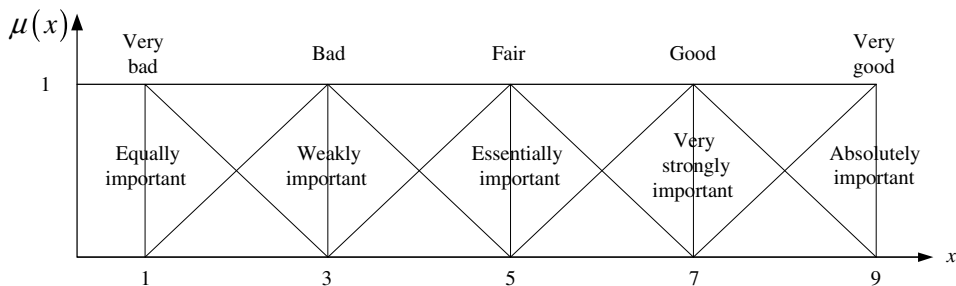 μ(x)
Very
bad
Bad
Fair
Good
Very
good
1
Equally
important
Weakly
important
Essentially
important
Very
strongly
important
Absolutely
important
x
1
3
5
7
9